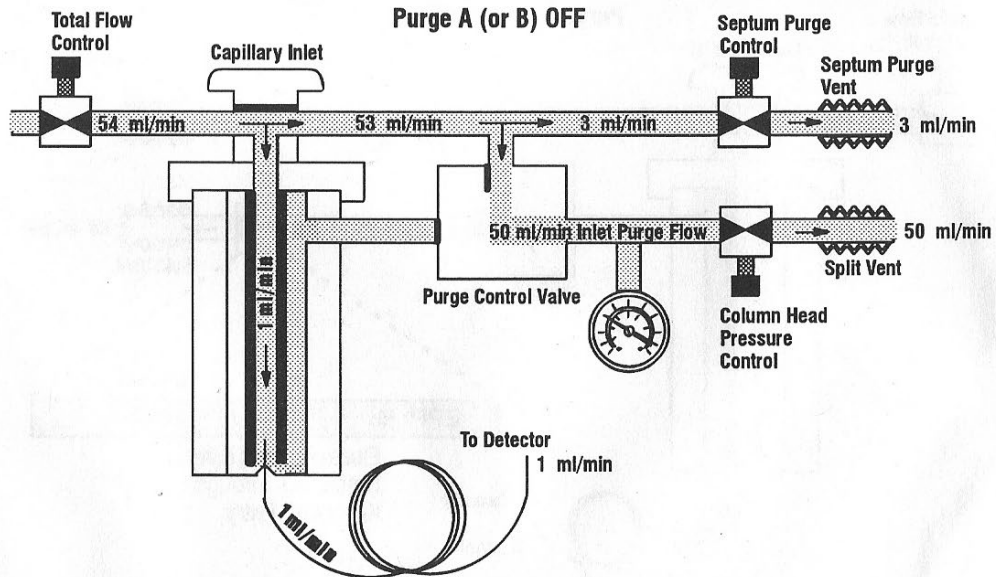 Purge A (or B) OFF
Total Flow
Control
Capillary Inlet
Septum Purge
Control
Septum Purge
Vent
54 ml/min
53 ml/min
3 ml/min
3 ml/min
50 ml/min Inlet Purge Flow
50 ml/min
Split Vent
Purge Control Valve
Column Head
Pressure
Control
1 ml/min
To Detector
1 ml/min
1 ml/min